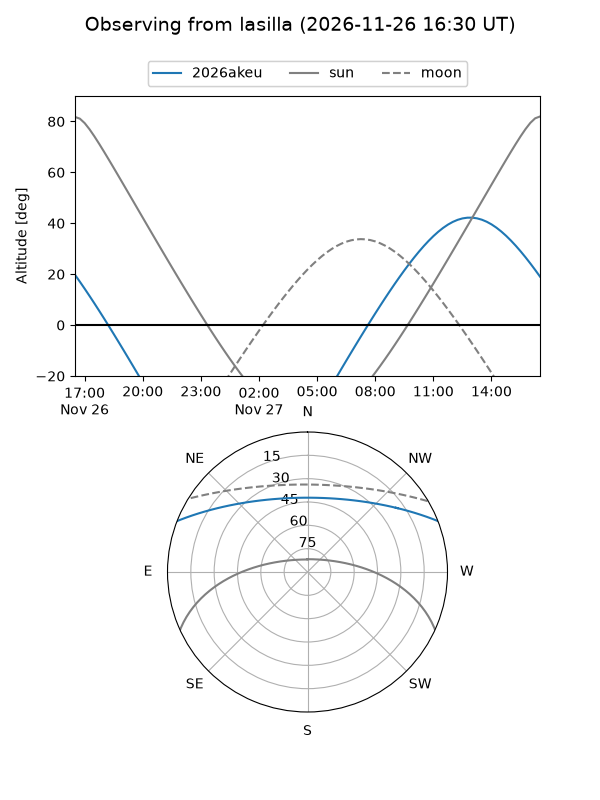 Observing from lasilla (2026-11-26 16:30 UT)
2026akeu sun moon
80
60
40
20
0
−20
Altitude [deg]
17:00 20:00 23:00 02:00 05:00 08:00 11:00 14:00
Nov 26 Nov 27
N
NE NW
15
30
45
60
75
E W
SE SW
S